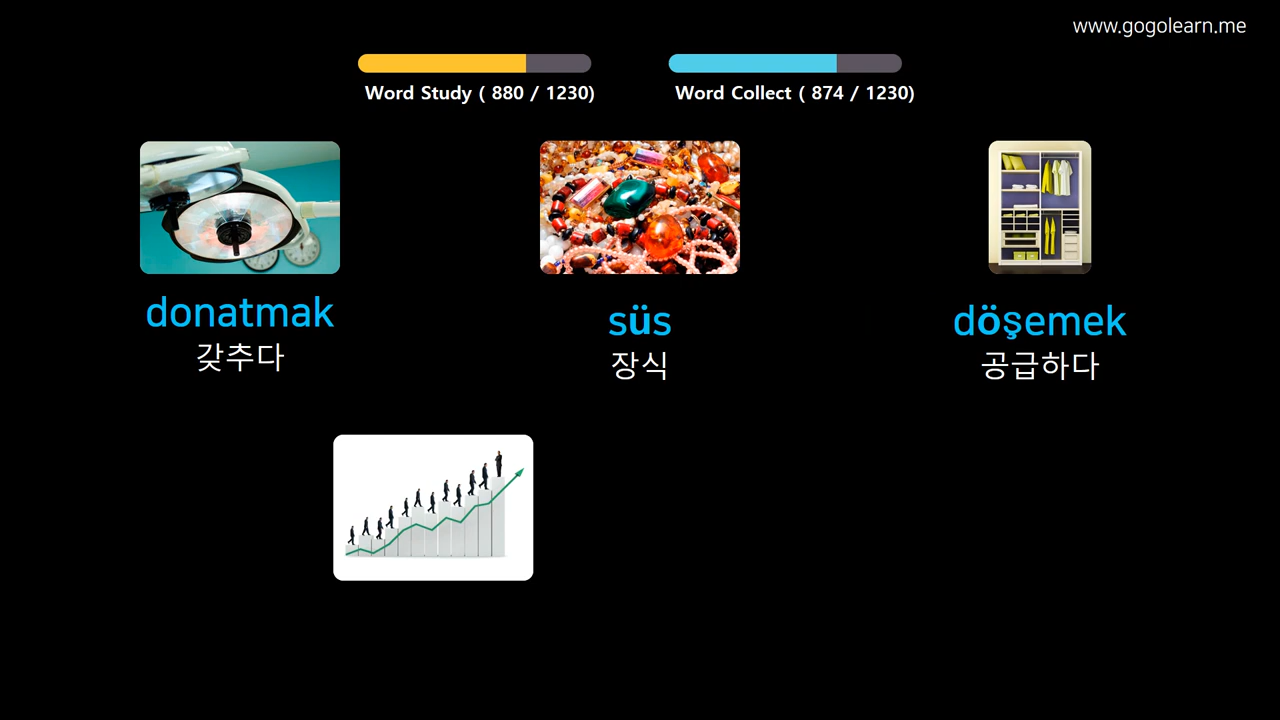 www.gogolearn.me
Word Study ( 880 / 1230)
Word Collect ( 874 / 1230)
donatmak
갖추다
süs
장식
döşemek
공급하다